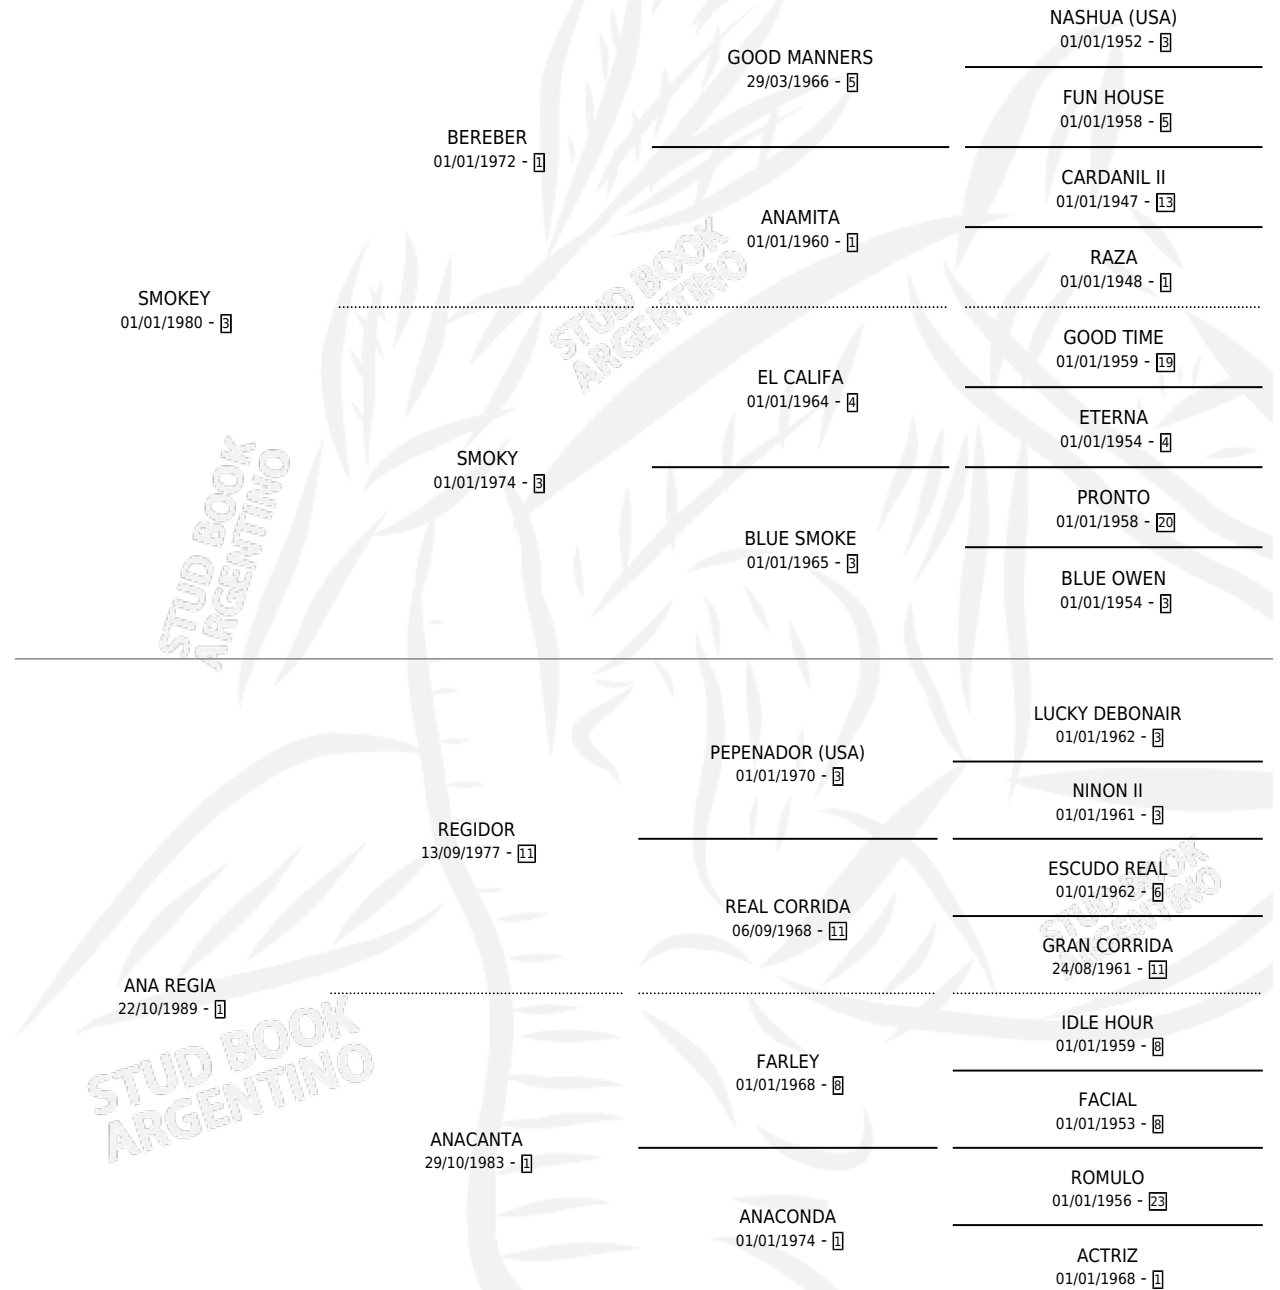 NASHUA (USA)
01/01/1952 - 3
GOOD MANNERS
29/03/1966 - 5
FUN HOUSE
01/01/1958 - 5
BEREBER
01/01/1972 - 1
CARDANIL II
01/01/1947 - 13
ANAMITA
01/01/1960 - 1
RAZA
01/01/1948 - 1
SMOKEY
01/01/1980 - 3
GOOD TIME
01/01/1959 - 19
EL CALIFA
01/01/1964 - 4
ETERNA
01/01/1954 - 4
SMOKY
01/01/1974 - 3
PRONTO
01/01/1958 - 20
BLUE SMOKE
01/01/1965 - 3
BLUE OWEN
01/01/1954 - 3
STUD BOOK
ARGENTINO
STUD BOOK
ARGENTINO
LUCKY DEBONAIR
01/01/1962 - 3
PEPENADOR (USA)
01/01/1970 - 3
NINON II
01/01/1961 - 3
REGIDOR
13/09/1977 - 11
ESCUDO REAL
01/01/1962 - 6
REAL CORRIDA
06/09/1968 - 11
GRAN CORRIDA
24/08/1961 - 11
ANA REGIA
22/10/1989 - 1
IDLE HOUR
01/01/1959 - 8
FARLEY
01/01/1968 - 8
FACIAL
01/01/1953 - 8
ANACANTA
29/10/1983 - 1
ROMULO
01/01/1956 - 23
ANACONDA
01/01/1974 - 1
ACTRIZ
01/01/1968 - 1
STUD BOOK
ARGENTINO
STUD BOOK
ARGENTINO